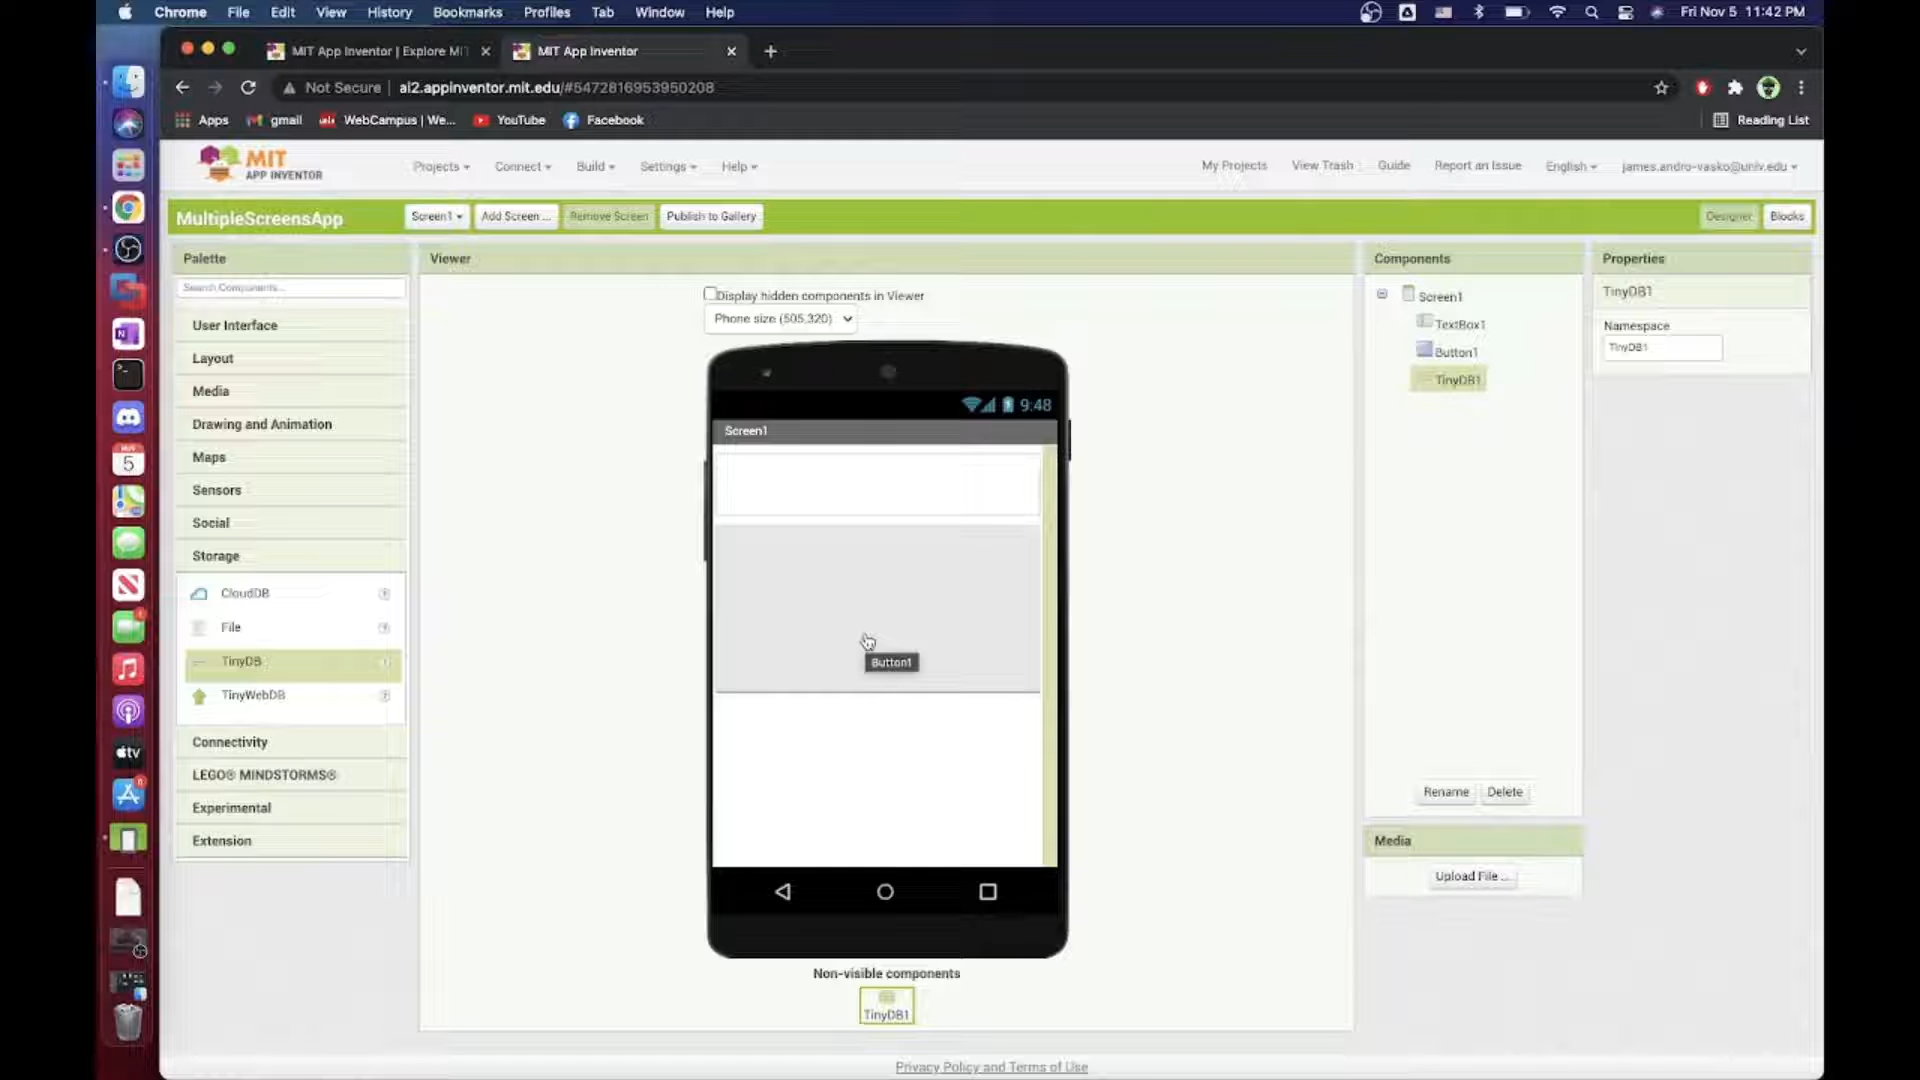 Chrome File Edit View History Bookmarks Profiles Tab Window Help Fri Nov 5 11:42 PM
MIT App Inventor | Explore MIT MIT App Inventor
Not Secure ai2.appinventor.mit.edu/#5472816953950208
Apps gmail WebCampus | We... YouTube Facebook Reading List
MIT
APP INVENTOR
Projects Connect Build Settings Help My Projects View Trash Guide Report an Issue English james.andro-vasko@unlv.edu
MultipleScreensApp Screen1 Add Screen ... Remove Screen Publish to Gallery Designer Blocks
Palette
Search Components...
User Interface
Layout
Media
Drawing and Animation
Maps
Sensors
Social
Storage
CloudDB
File
TinyDB
TinyWebDB
Connectivity
LEGO® MINDSTORMS®
Experimental
Extension
Viewer
Display hidden components in Viewer
Phone size (505,320)
9:48
Screen1
Button1
Non-visible components
TinyDB1
Components
Screen1
TextBox1
Button1
TinyDB1
Rename Delete
Media
Upload File ...
Properties
TinyDB1
Namespace
TinyDB1
Privacy Policy and Terms of Use
5
tv